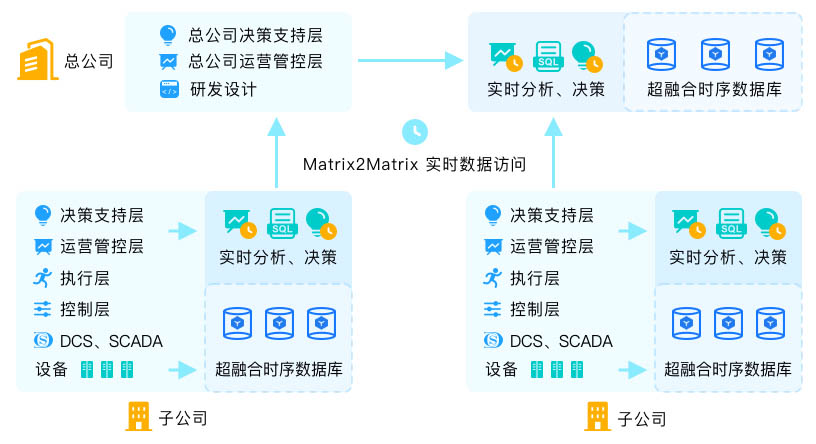 总公司
总公司决策支持层
总公司运营管控层
研发设计
SQL
实时分析、决策
超融合时序数据库
Matrix2Matrix 实时数据访问
决策支持层
运营管控层
执行层
控制层
DCS、SCADA
设备
SQL
实时分析、决策
超融合时序数据库
子公司
决策支持层
运营管控层
执行层
控制层
DCS、SCADA
设备
SQL
实时分析、决策
超融合时序数据库
子公司